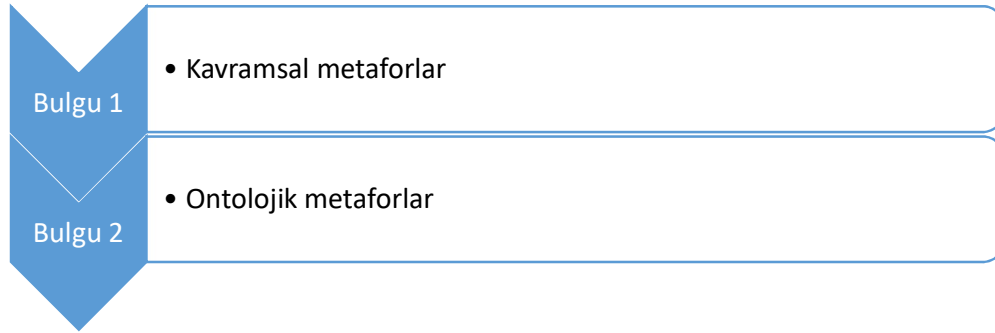 Bulgu 1
• Kavramsal metaforlar
Bulgu 2
• Ontolojik metaforlar